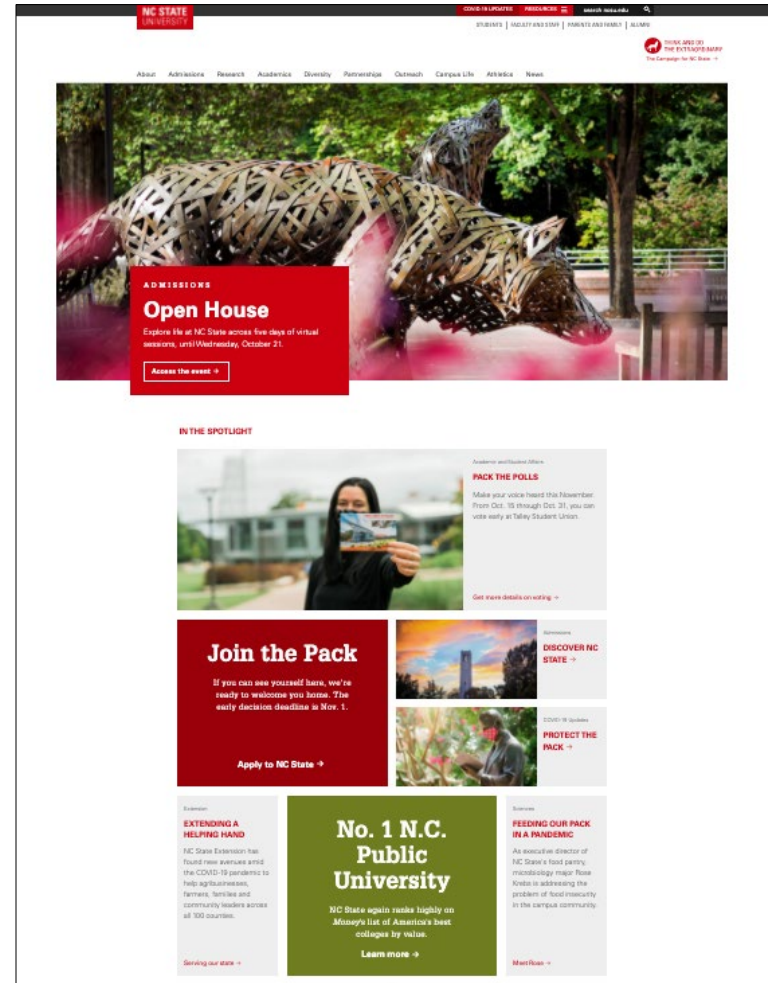 NC STATE
UNIVERSITY
COVID-19 UPDATES RESOURCES search ncsu.edu
STUDENTS | FACULTY AND STAFF | PARENTS AND FAMILY | ALUMNI
THINK AND DO
THE EXTRAORDINARY
The Campaign for NC State →
About Admissions Research Academics Diversity Partnerships Outreach Campus Life Athletics News
ADMISSIONS
Open House
Explore life at NC State across five days of virtual
sessions, until Wednesday, October 21.
Access the event →
IN THE SPOTLIGHT
Academic and Student Affairs
PACK THE POLLS
Make your voice heard this November.
From Oct. 15 through Oct. 31, you can
vote early at Talley Student Union.
Get more details on voting →
Join the Pack
If you can see yourself here, we're
ready to welcome you home. The
early decision deadline is Nov. 1.
Apply to NC State →
Admissions
DISCOVER NC
STATE →
COVID-19 Updates
PROTECT THE
PACK →
Extension
EXTENDING A
HELPING HAND
NC State Extension has
found new avenues amid
the COVID-19 pandemic to
help agribusinesses,
farmers, families and
community leaders across
all 100 counties.
Serving our state →
No. 1 N.C.
Public
University
NC State again ranks highly on
Money's list of America's best
colleges by value.
Learn more →
Sciences
FEEDING OUR PACK
IN A PANDEMIC
As executive director of
NC State's food pantry,
microbiology major Rose
Krebs is addressing the
problem of food insecurity
in the campus community.
Meet Rose →